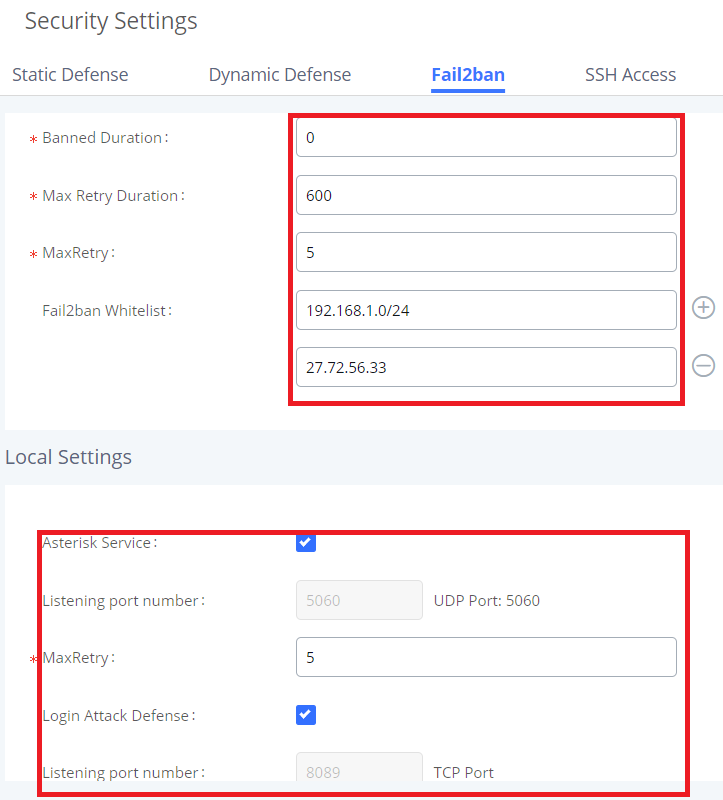 Security Settings
Static Defense Dynamic Defense Fail2ban SSH Access
* Banned Duration: 0
* Max Retry Duration: 600
* MaxRetry: 5
Fail2ban Whitelist: 192.168.1.0/24
27.72.56.33
Local Settings
Asterisk Service:
Listening port number: 5060 UDP Port: 5060
* MaxRetry: 5
Login Attack Defense:
Listening port number: 8089 TCP Port